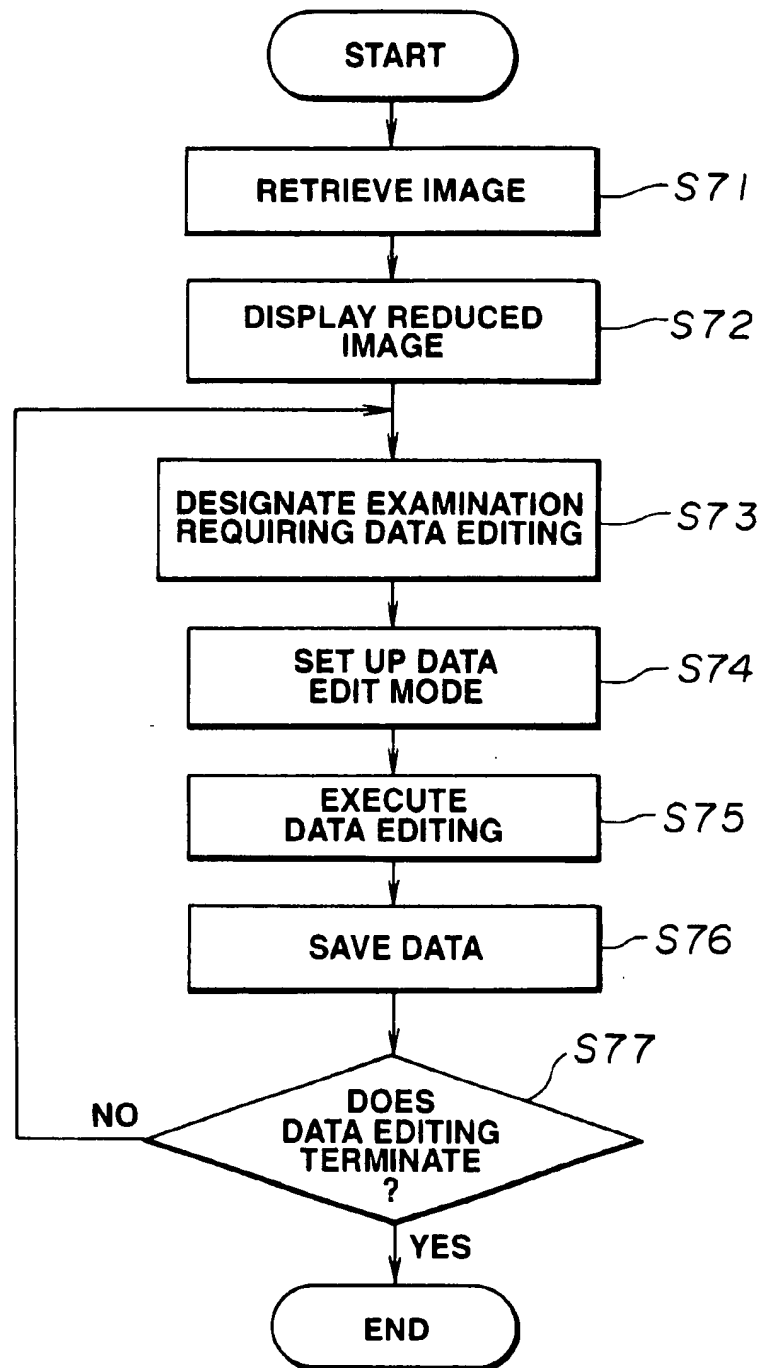 START
RETRIEVE IMAGE
S71
DISPLAY REDUCED
IMAGE
S72
DESIGNATE EXAMINATION
REQUIRING DATA EDITING
S73
SET UP DATA
EDIT MODE
S74
EXECUTE
DATA EDITING
S75
SAVE DATA
S76
S77
DOES
DATA EDITING
TERMINATE
?
NO
YES
END